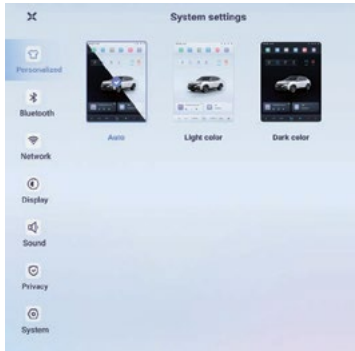 System settings
Personalized
Bluetooth
Network
Display
Sound
Privacy
System
Auto
Light color
Dark color